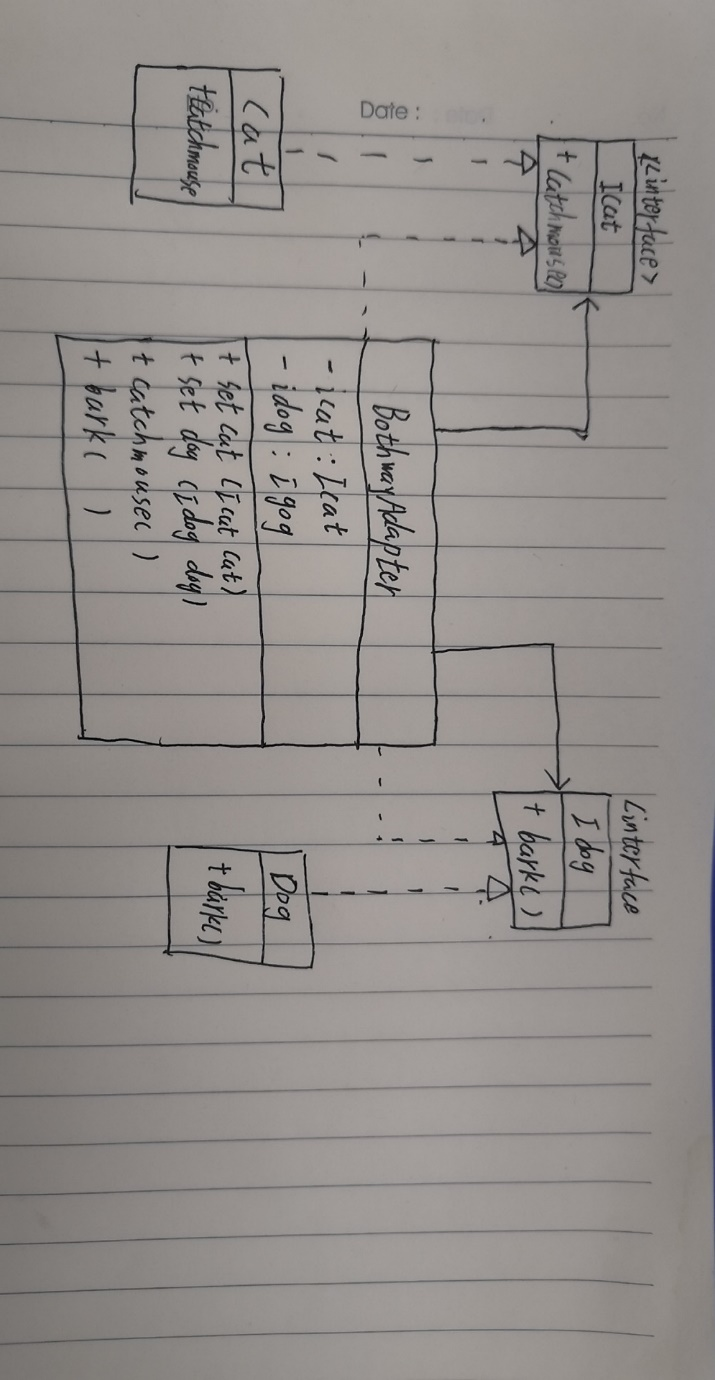 Date:
<<interface>
Icat
+ catchmouse()
Cat
+Catchmouse
BothwayAdapter
- icat : Icat
- idog : Igog
+ set cat (Icat cat)
+ set dog (Idog dog)
+ catchmouse( )
+ bark( )
<interface
Idog
+ bark()
Dog
+ bark()